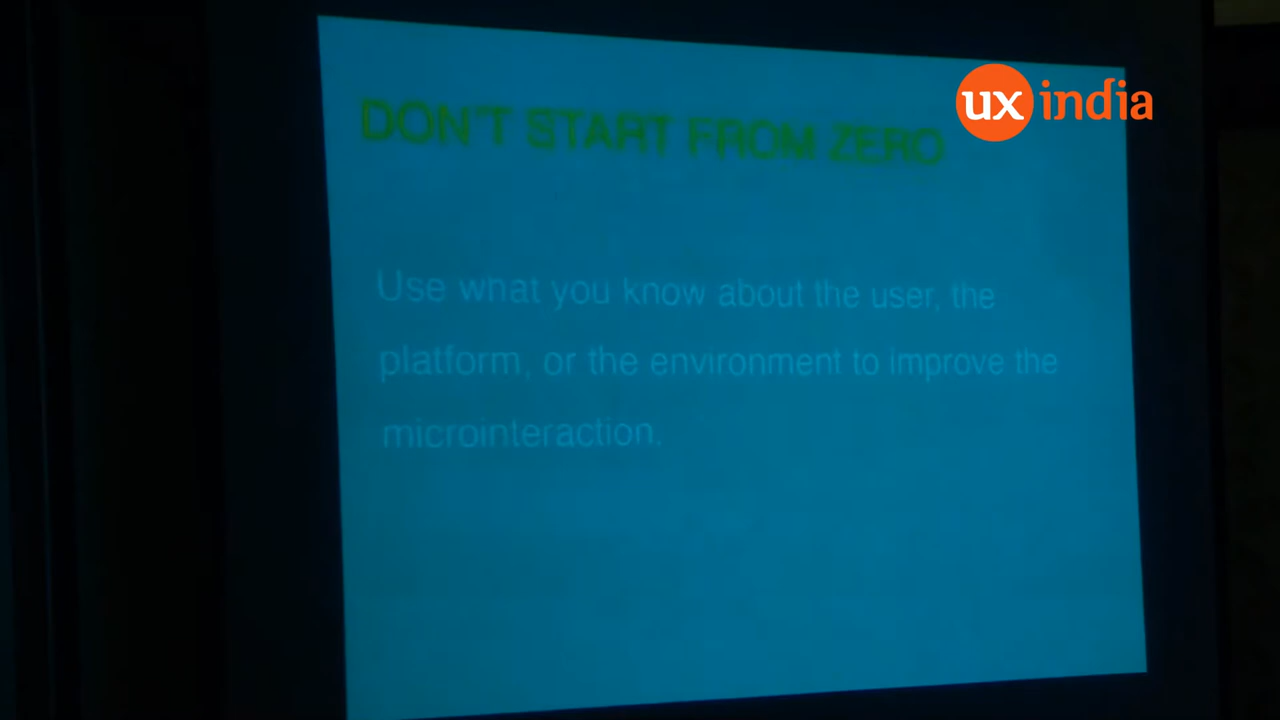 ux india
DON'T START FROM ZERO
Use what you know about the user, the
platform, or the environment to improve the
microinteraction.